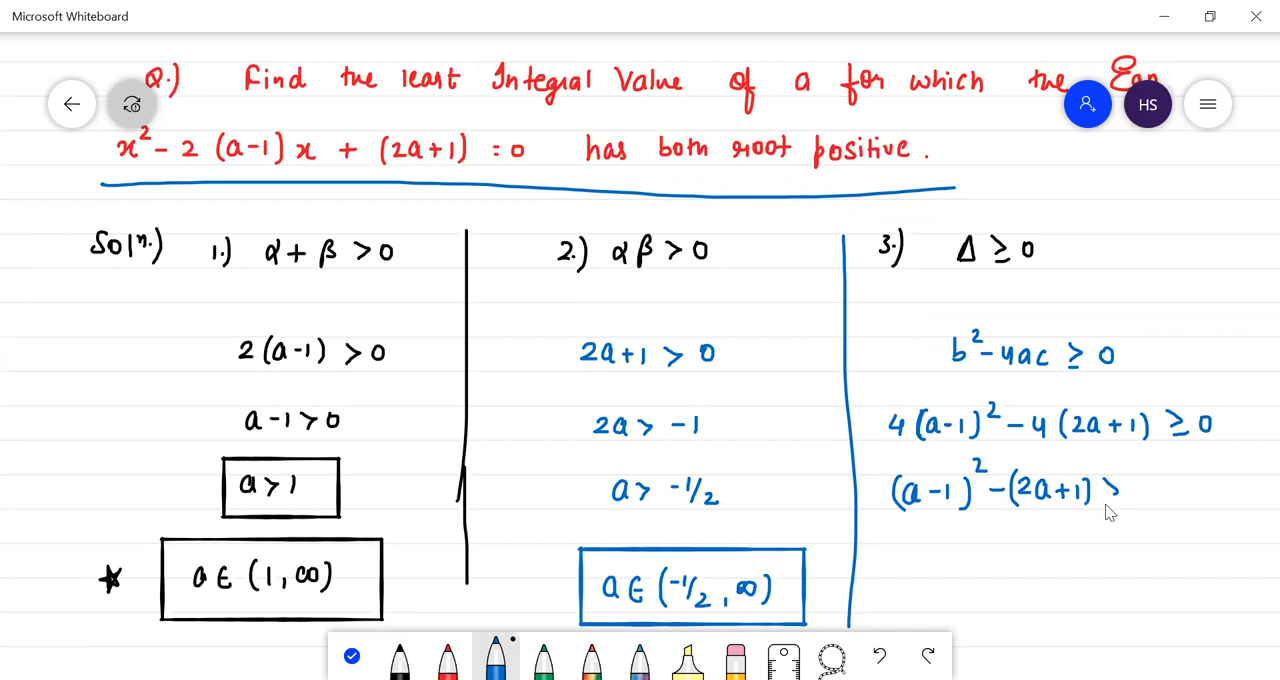 Microsoft Whiteboard
Q.) Find the least Integral Value of a for which the Eqn
x² - 2 (a-1) x + (2a+1) = 0 has both root positive.
HS
Soln.) 1.) α + β > 0
2 (a-1) > 0
a - 1 > 0
a > 1
a ∈ (1, ∞)
2.) α β > 0
2a+1 > 0
2a > -1
a > -1/2
a ∈ (-1/2, ∞)
3.) Δ ≥ 0
b² - 4ac ≥ 0
4 (a-1)² - 4 (2a+1) ≥ 0
(a-1)² - (2a+1) >